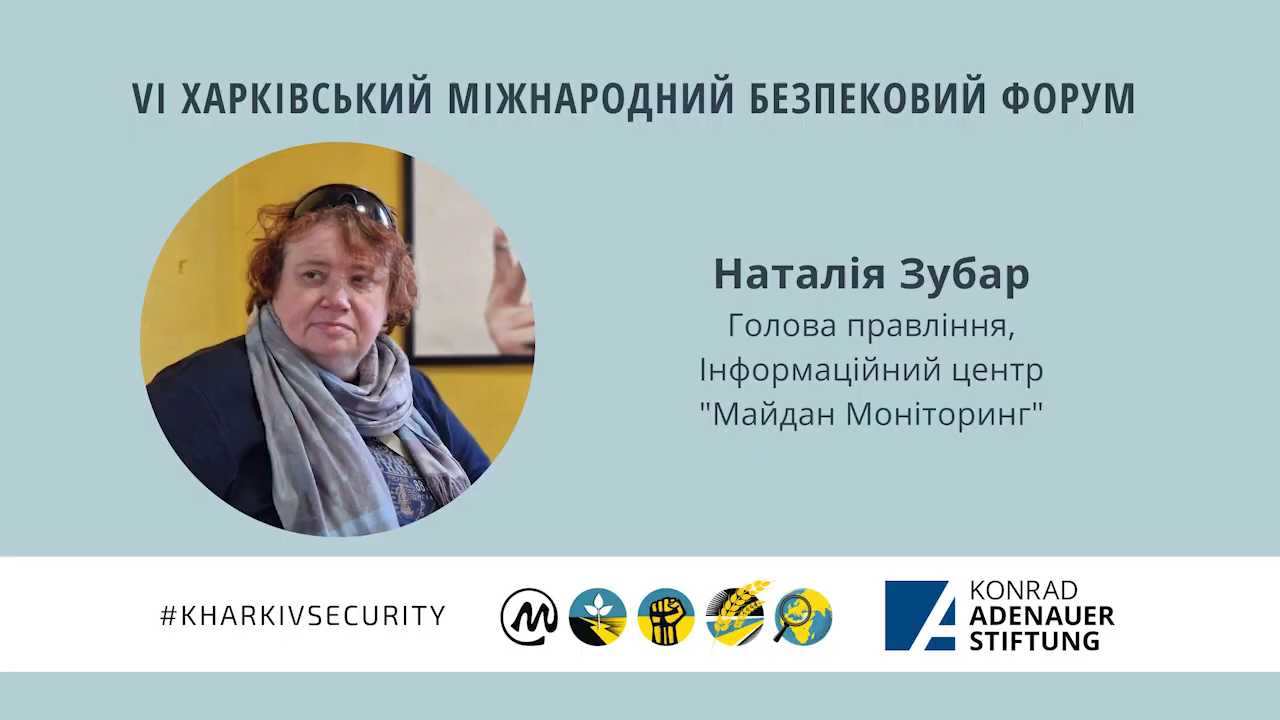 VI ХАРКІВСЬКИЙ МІЖНАРОДНИЙ БЕЗПЕКОВИЙ ФОРУМ
Наталія Зубар
Голова правління,
Інформаційний центр
"Майдан Моніторинг"
#KHARKIVSECURITY
KONRAD
ADENAUER
STIFTUNG